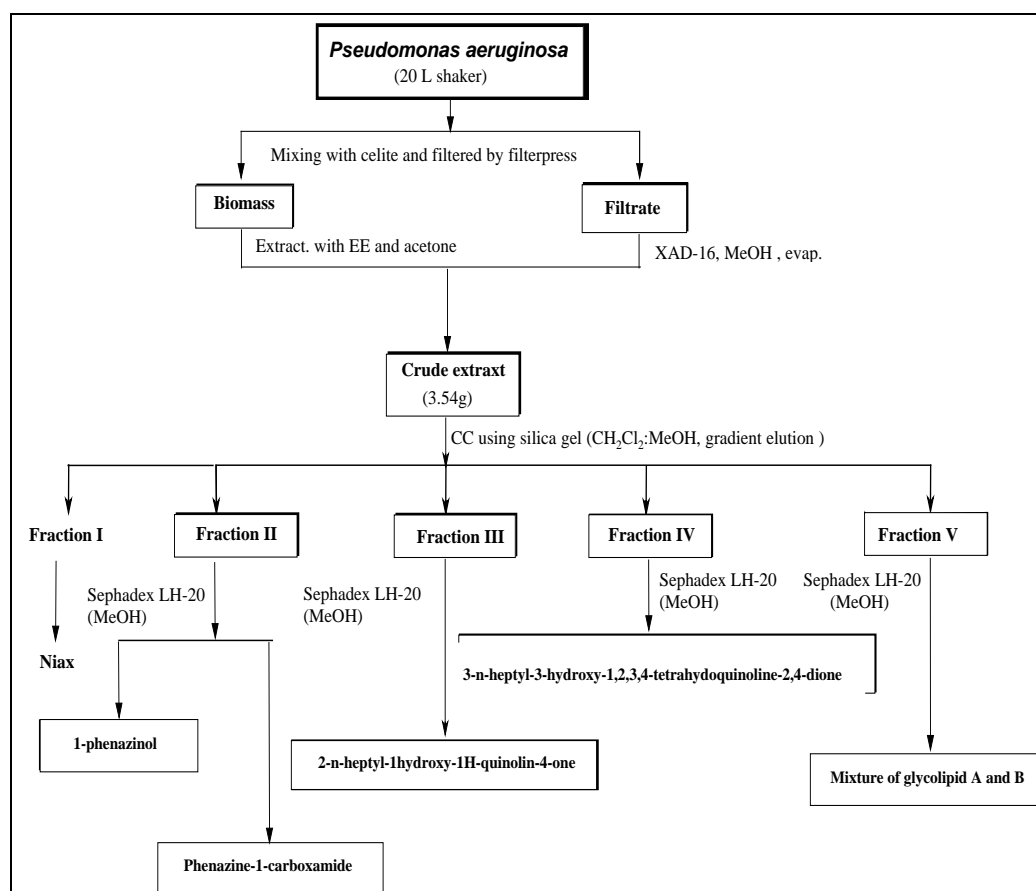 Pseudomonas aeruginosa
(20 L shaker)
Mixing with celite and filtered by filterpress
Biomass
Filtrate
Extract. with EE and acetone
XAD-16, MeOH , evap.
Crude extraxt
(3.54g)
CC using silica gel (CH₂Cl₂:MeOH, gradient elution )
Fraction I
Fraction II
Fraction III
Fraction IV
Fraction V
Sephadex LH-20
(MeOH)
Sephadex LH-20
(MeOH)
Sephadex LH-20
(MeOH)
Sephadex LH-20
(MeOH)
Niax
3-n-heptyl-3-hydroxy-1,2,3,4-tetrahydoquinoline-2,4-dione
1-phenazinol
2-n-heptyl-1hydroxy-1H-quinolin-4-one
Mixture of glycolipid A and B
Phenazine-1-carboxamide